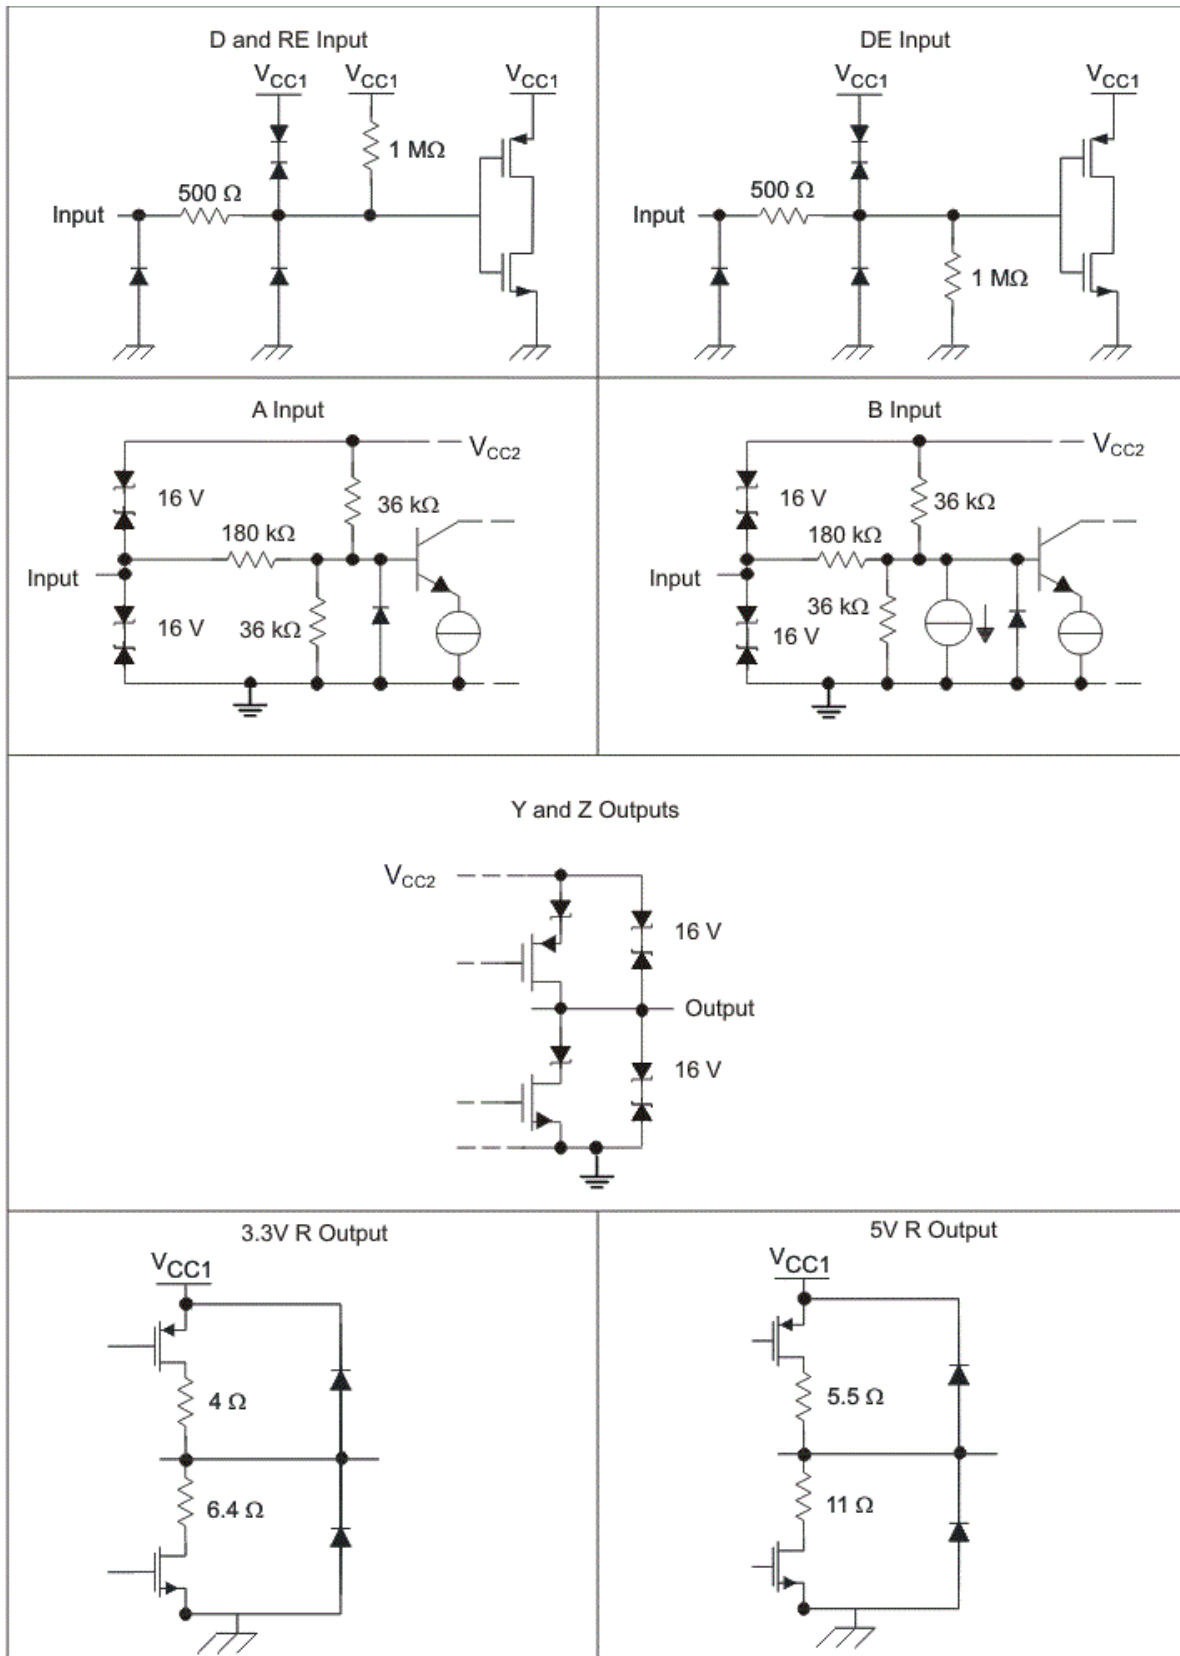 D and RE Input
VCC1 VCC1 VCC1
1 MΩ
500 Ω
Input
DE Input
VCC1 VCC1
500 Ω
Input
1 MΩ
A Input
VCC2
16 V
36 kΩ
180 kΩ
Input
16 V
36 kΩ
B Input
VCC2
16 V
36 kΩ
180 kΩ
Input
36 kΩ
16 V
Y and Z Outputs
VCC2
16 V
Output
16 V
3.3V R Output
VCC1
4 Ω
6.4 Ω
5V R Output
VCC1
5.5 Ω
11 Ω